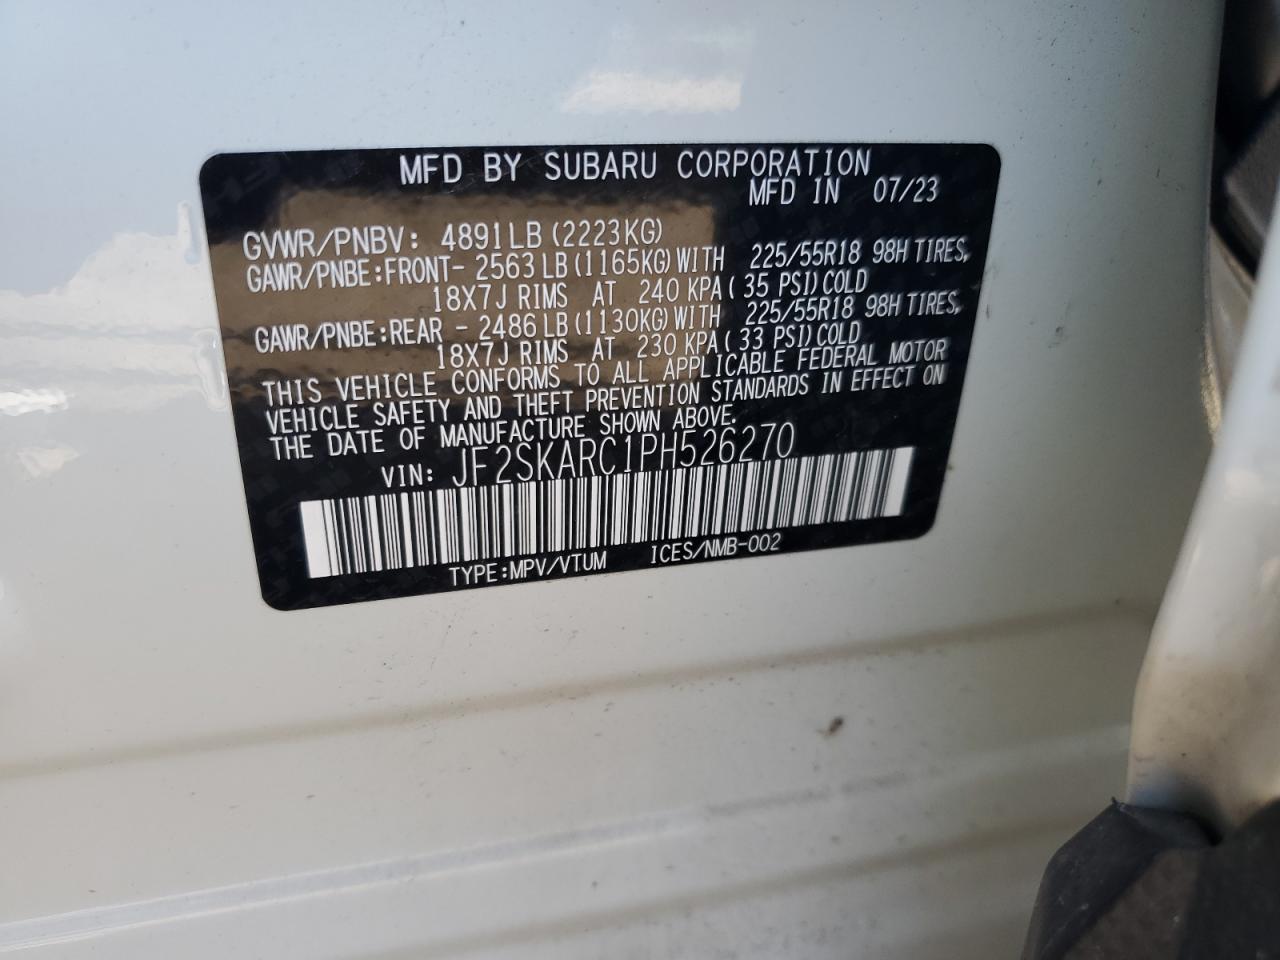 MFD BY SUBARU CORPORATION
MFD IN 07/23
GVWR/PNBV: 4891LB(2223KG)
GAWR/PNBE:FRONT- 2563LB(1165KG)WITH 225/55R18 98H TIRES,
18X7J RIMS AT 240 KPA( 35 PSI)COLD
GAWR/PNBE:REAR - 2486LB(1130KG)WITH 225/55R18 98H TIRES,
18X7J RIMS AT 230 KPA( 33 PSI)COLD
THIS VEHICLE CONFORMS TO ALL APPLICABLE FEDERAL MOTOR
VEHICLE SAFETY AND THEFT PREVENTION STANDARDS IN EFFECT ON
THE DATE OF MANUFACTURE SHOWN ABOVE.
VIN: JF2SKARC1PH526270
TYPE:MPV/VTUM ICES/NMB-002